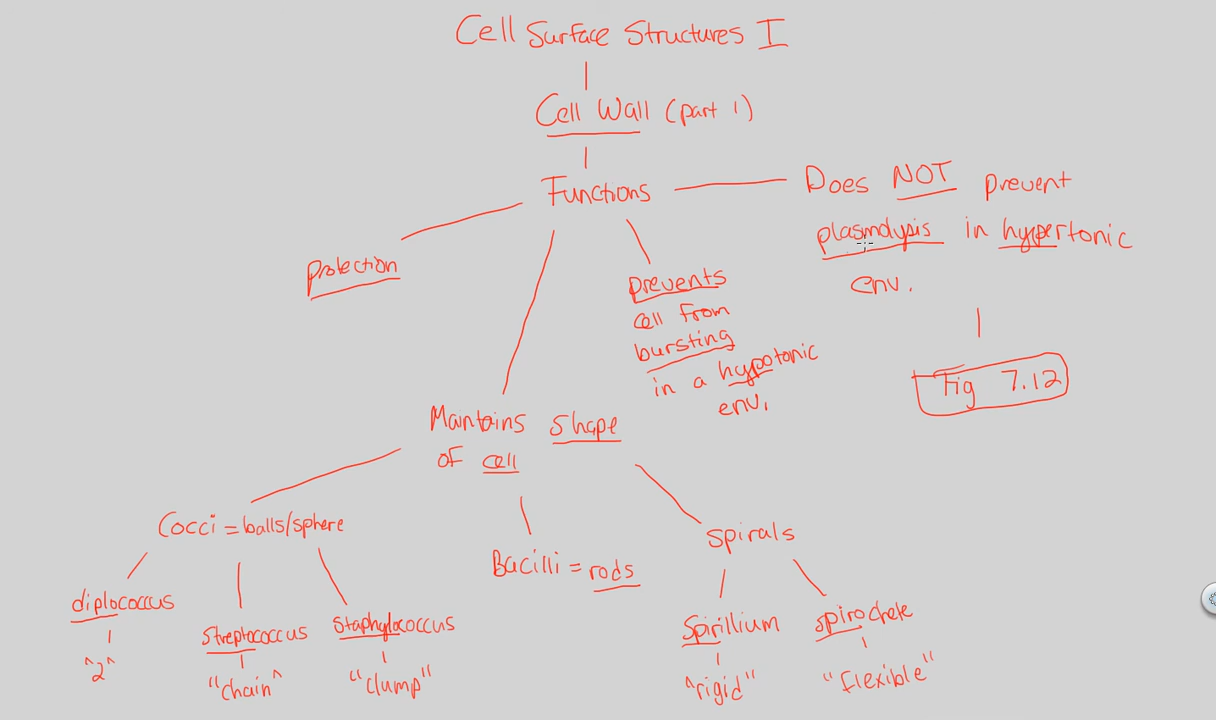 Cell Surface Structures I
Cell Wall (part 1)
Functions
Does NOT prevent
plasmolysis in hypertonic
env.
Fig 7.12
protection
prevents
cell from
bursting
in a hypotonic
env.
Maintains shape
of cell
Cocci = balls/sphere
diplococcus
"2"
Streptococcus
"chain"
Staphylococcus
"clump"
Bacilli = rods
Spirals
Spirillium
"rigid"
spirochete
"flexible"